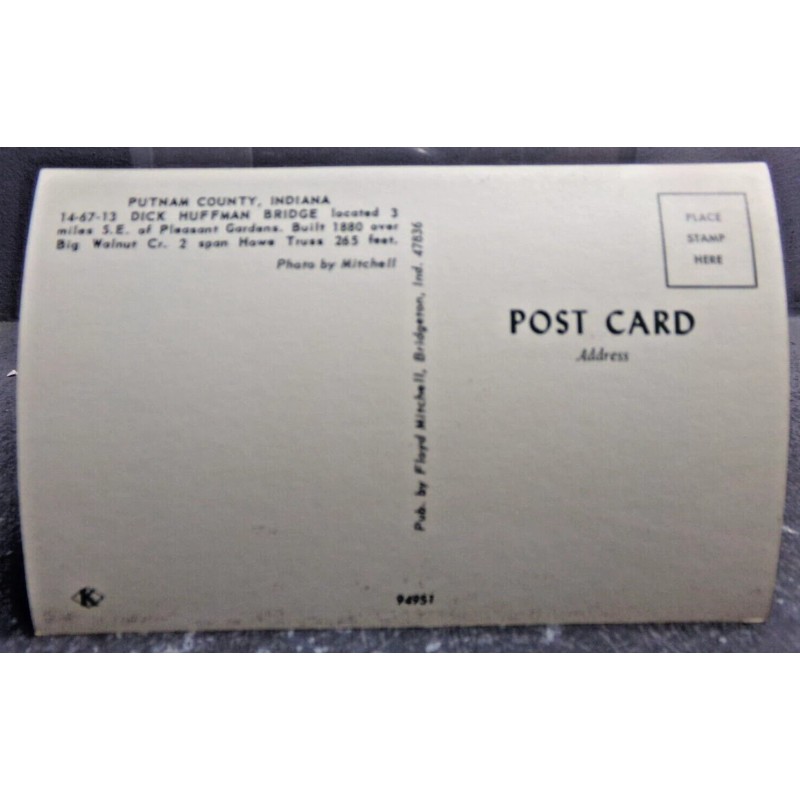 PUTNAM COUNTY, INDIANA
14-67-13 DICK HUFFMAN BRIDGE located 3
miles S.E. of Pleasant Gardens. Built 1880 over
Big Walnut Cr. 2 span Howe Truss 265 feet.
Photo by Mitchell
Pub. by Floyd Mitchell, Bridgeton, Ind. 47836
PLACE
STAMP
HERE
POST CARD
Address
K
94951